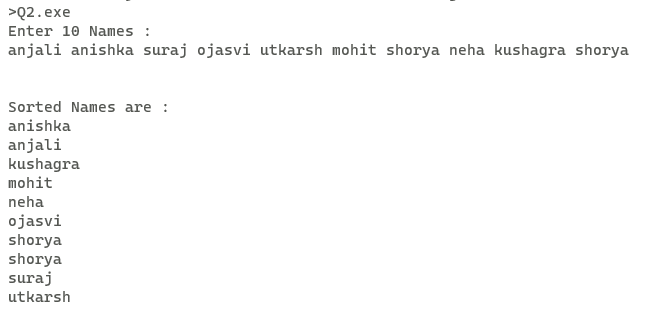 >Q2.exe
Enter 10 Names :
anjali anishka suraj ojasvi utkarsh mohit shorya neha kushagra shorya
Sorted Names are :
anishka
anjali
kushagra
mohit
neha
ojasvi
shorya
shorya
suraj
utkarsh